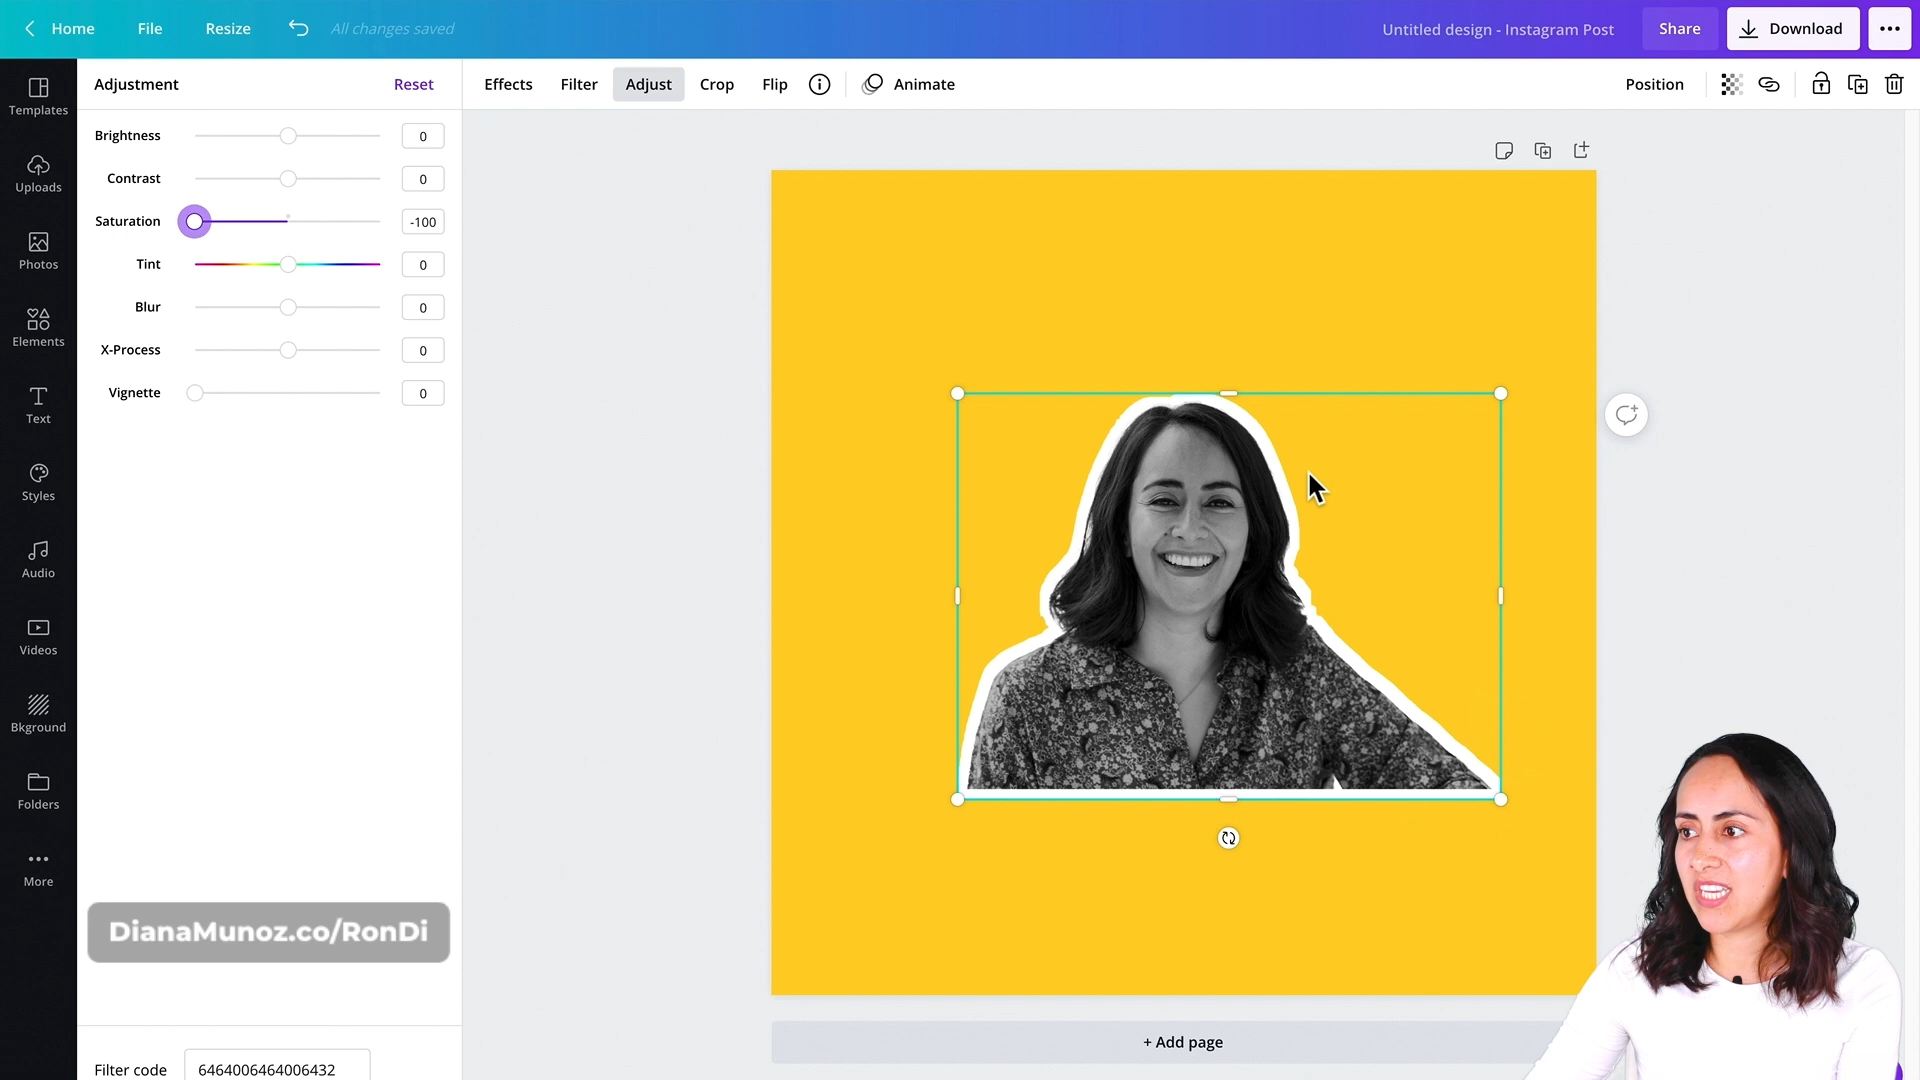 Home
File
Resize
All changes saved
Untitled design - Instagram Post
Share
Download
Templates
Uploads
Photos
Elements
Text
Styles
Audio
Videos
Bkground
Folders
More
Adjustment
Reset
Brightness 0
Contrast 0
Saturation -100
Tint 0
Blur 0
X-Process 0
Vignette 0
DianaMunoz.co/RonDi
Filter code 6464006464006432
Effects
Filter
Adjust
Crop
Flip
Animate
Position
+ Add page